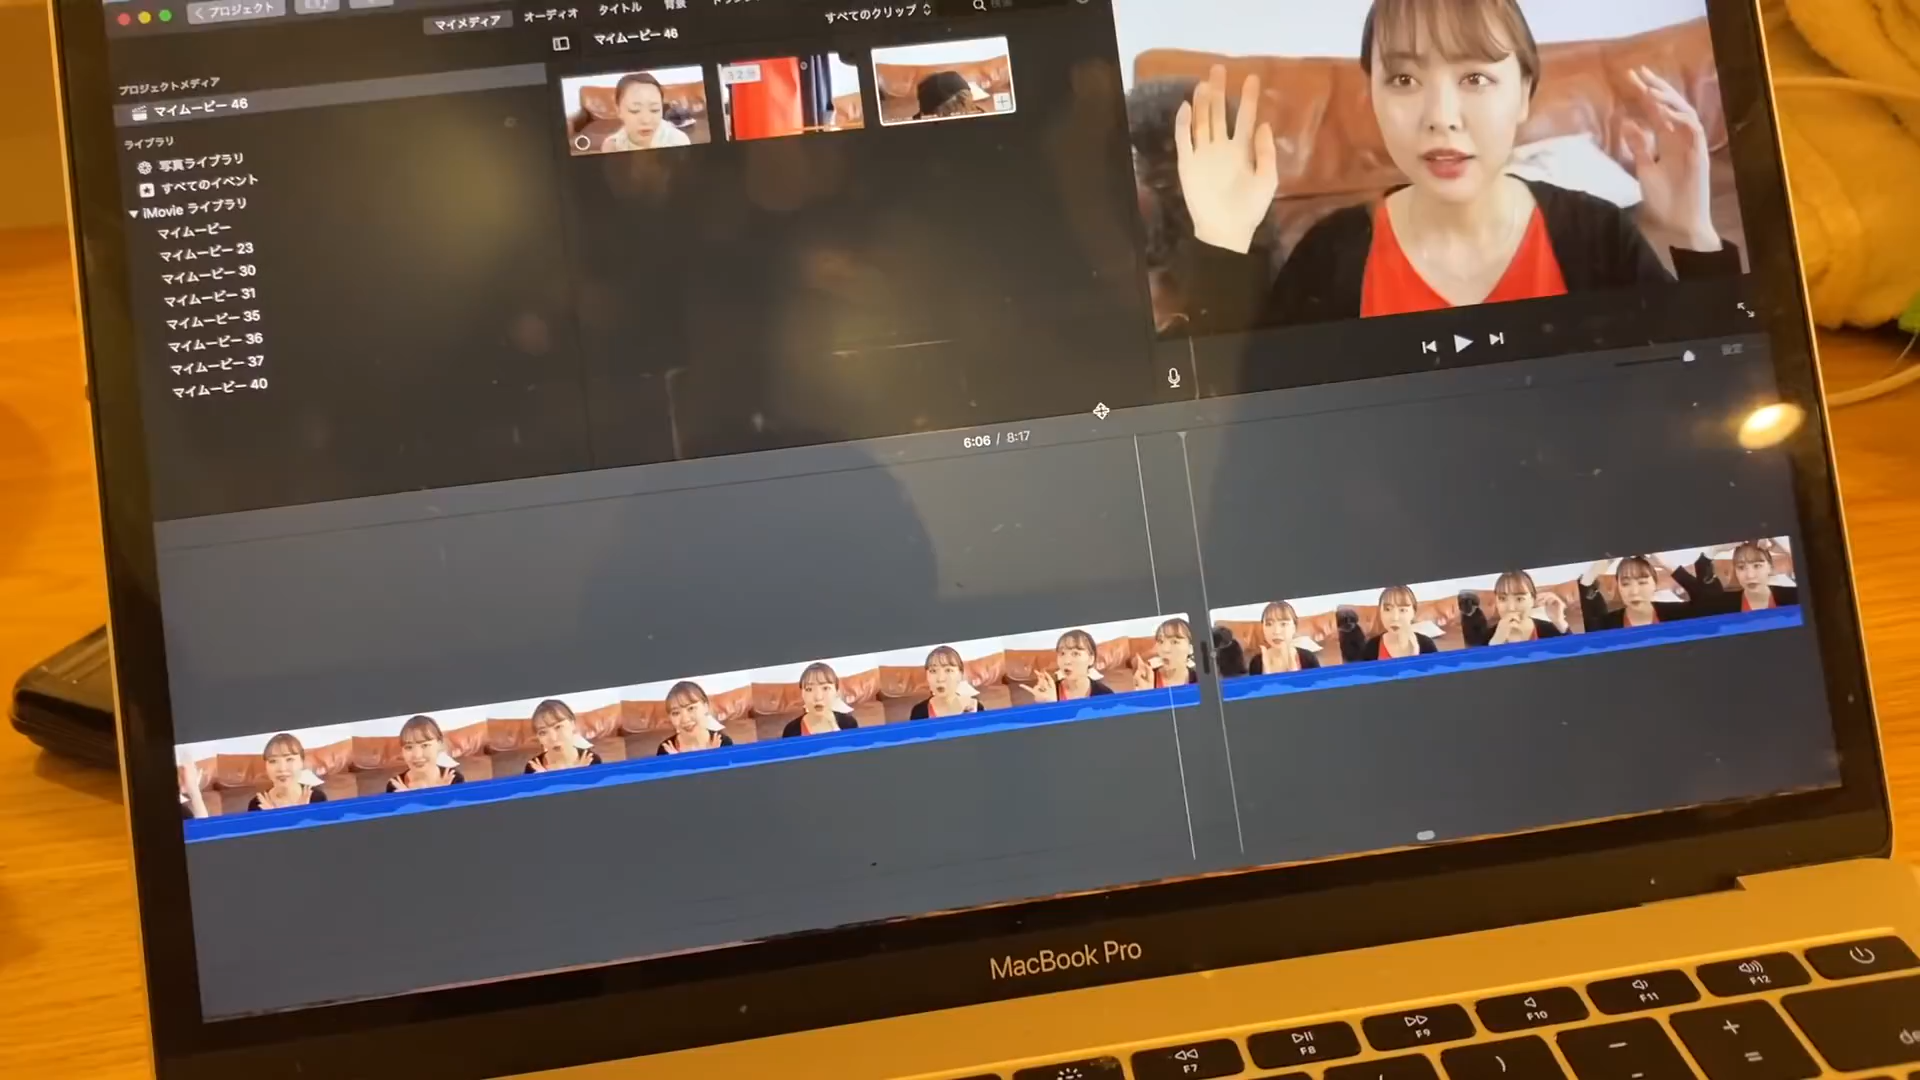 プロジェクト
マイメディア オーディオ タイトル 背景
すべてのクリップ
マイムービー 46
プロジェクトメディア
マイムービー 46
ライブラリ
写真ライブラリ
すべてのイベント
iMovie ライブラリ
マイムービー
マイムービー 23
マイムービー 30
マイムービー 31
マイムービー 35
マイムービー 36
マイムービー 37
マイムービー 40
設定
6:06 / 8:17
MacBook Pro
F7
F8
F9
F10
F11
F12
+
=